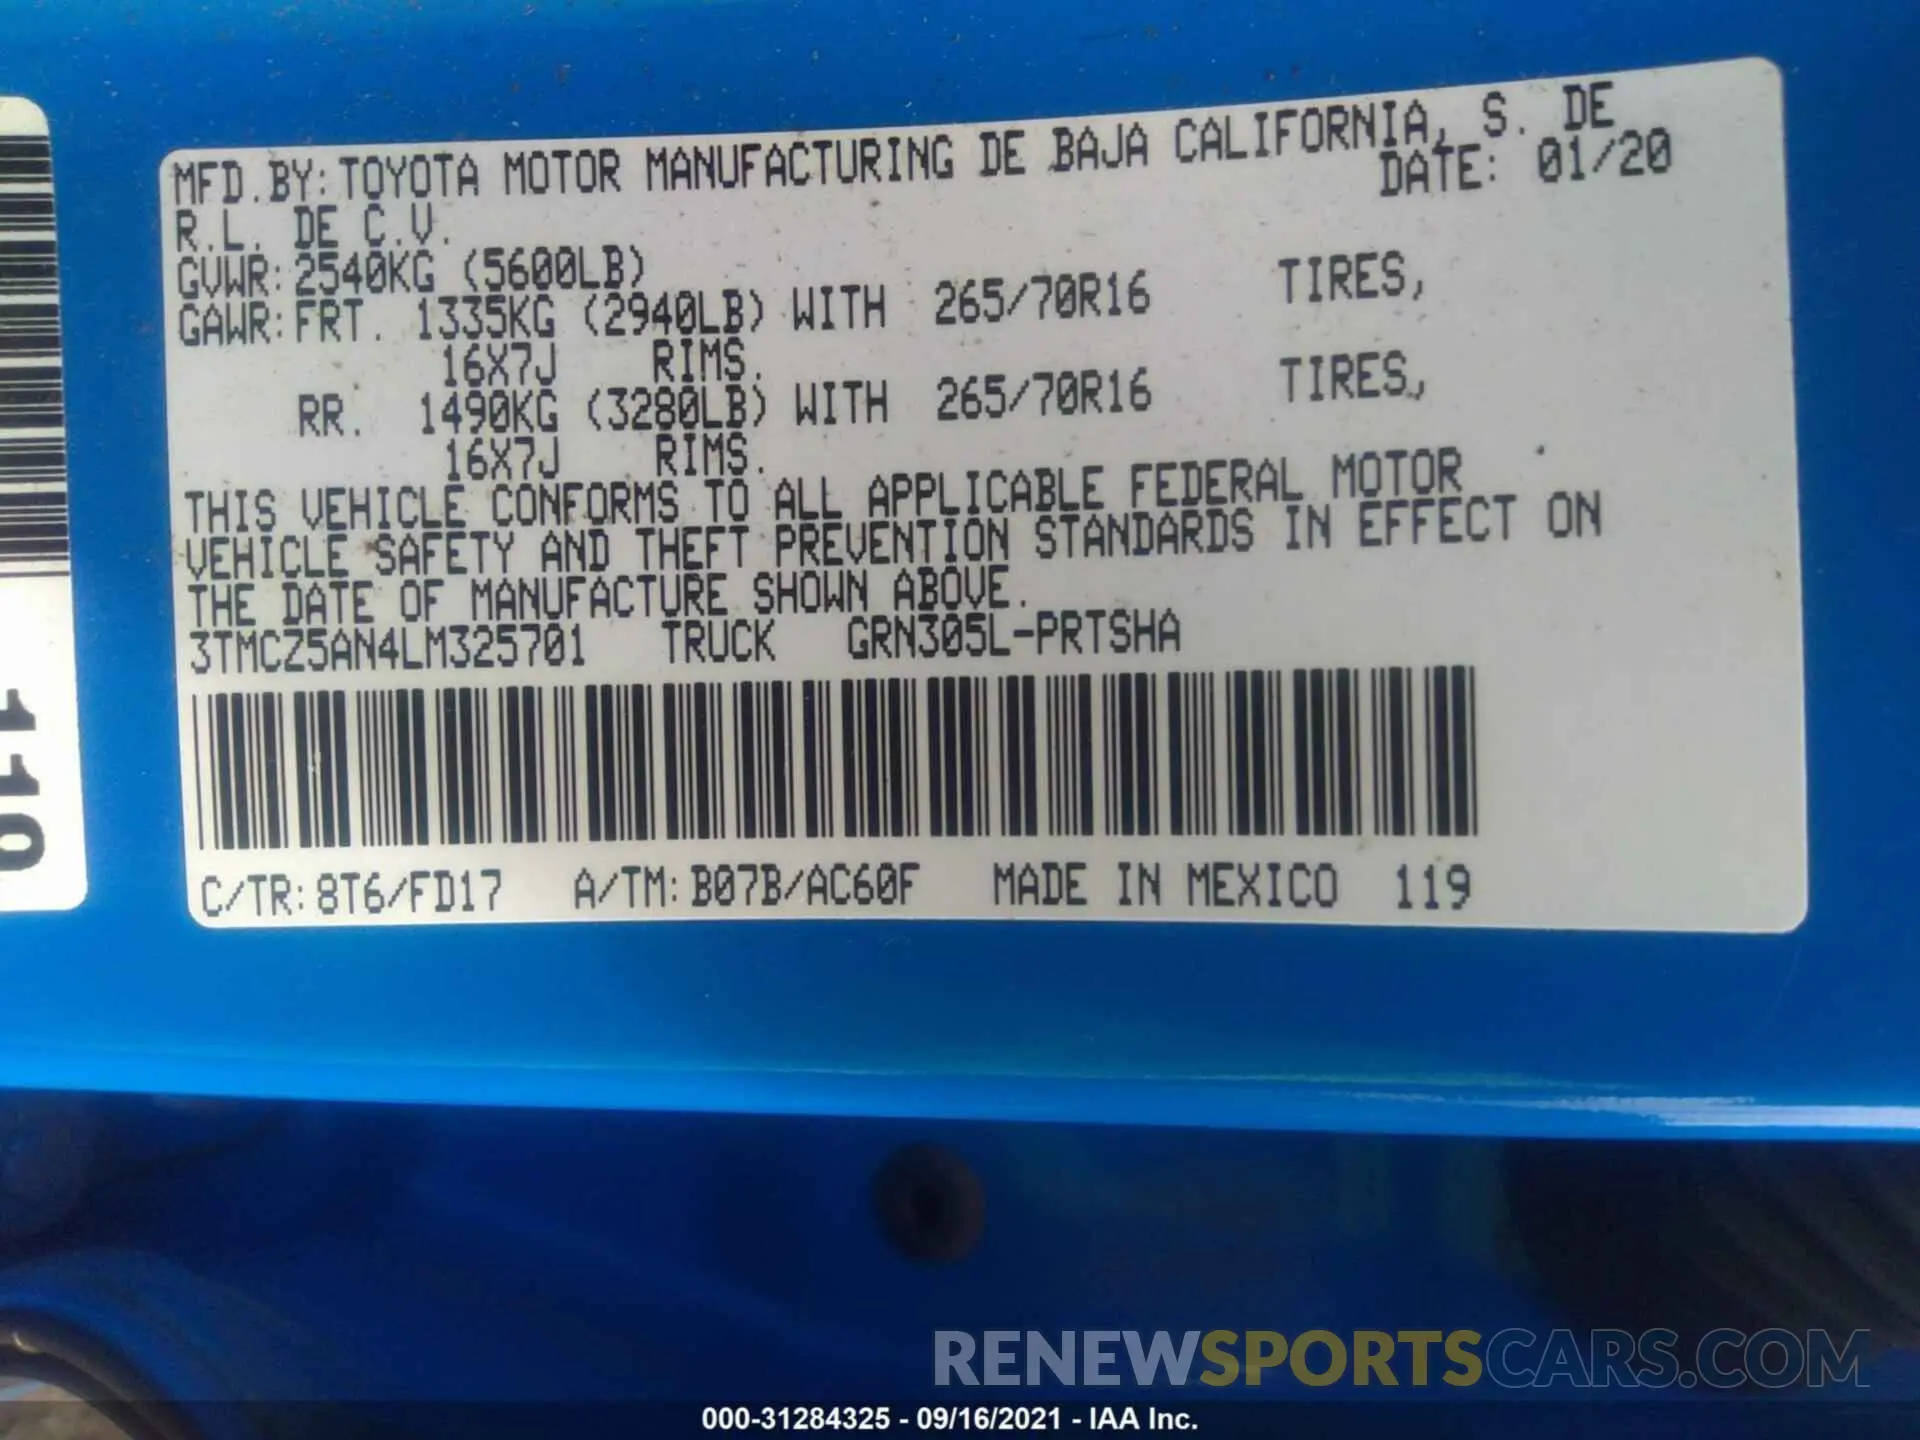 MFD.BY:TOYOTA MOTOR MANUFACTURING DE BAJA CALIFORNIA, S. DE
R.L. DE C.V.
DATE: 01/20
GVWR:2540KG (5600LB)
GAWR:FRT. 1335KG (2940LB) WITH 265/70R16 TIRES,
16X7J RIMS.
RR. 1490KG (3280LB) WITH 265/70R16 TIRES,
16X7J RIMS.
THIS VEHICLE CONFORMS TO ALL APPLICABLE FEDERAL MOTOR
VEHICLE SAFETY AND THEFT PREVENTION STANDARDS IN EFFECT ON
THE DATE OF MANUFACTURE SHOWN ABOVE.
3TMCZ5AN4LM325701 TRUCK GRN305L-PRTSHA
C/TR:8T6/FD17 A/TM:B07B/AC60F MADE IN MEXICO 119
119
RENEWSPORTSCARS.COM
000-31284325 - 09/16/2021 - IAA Inc.